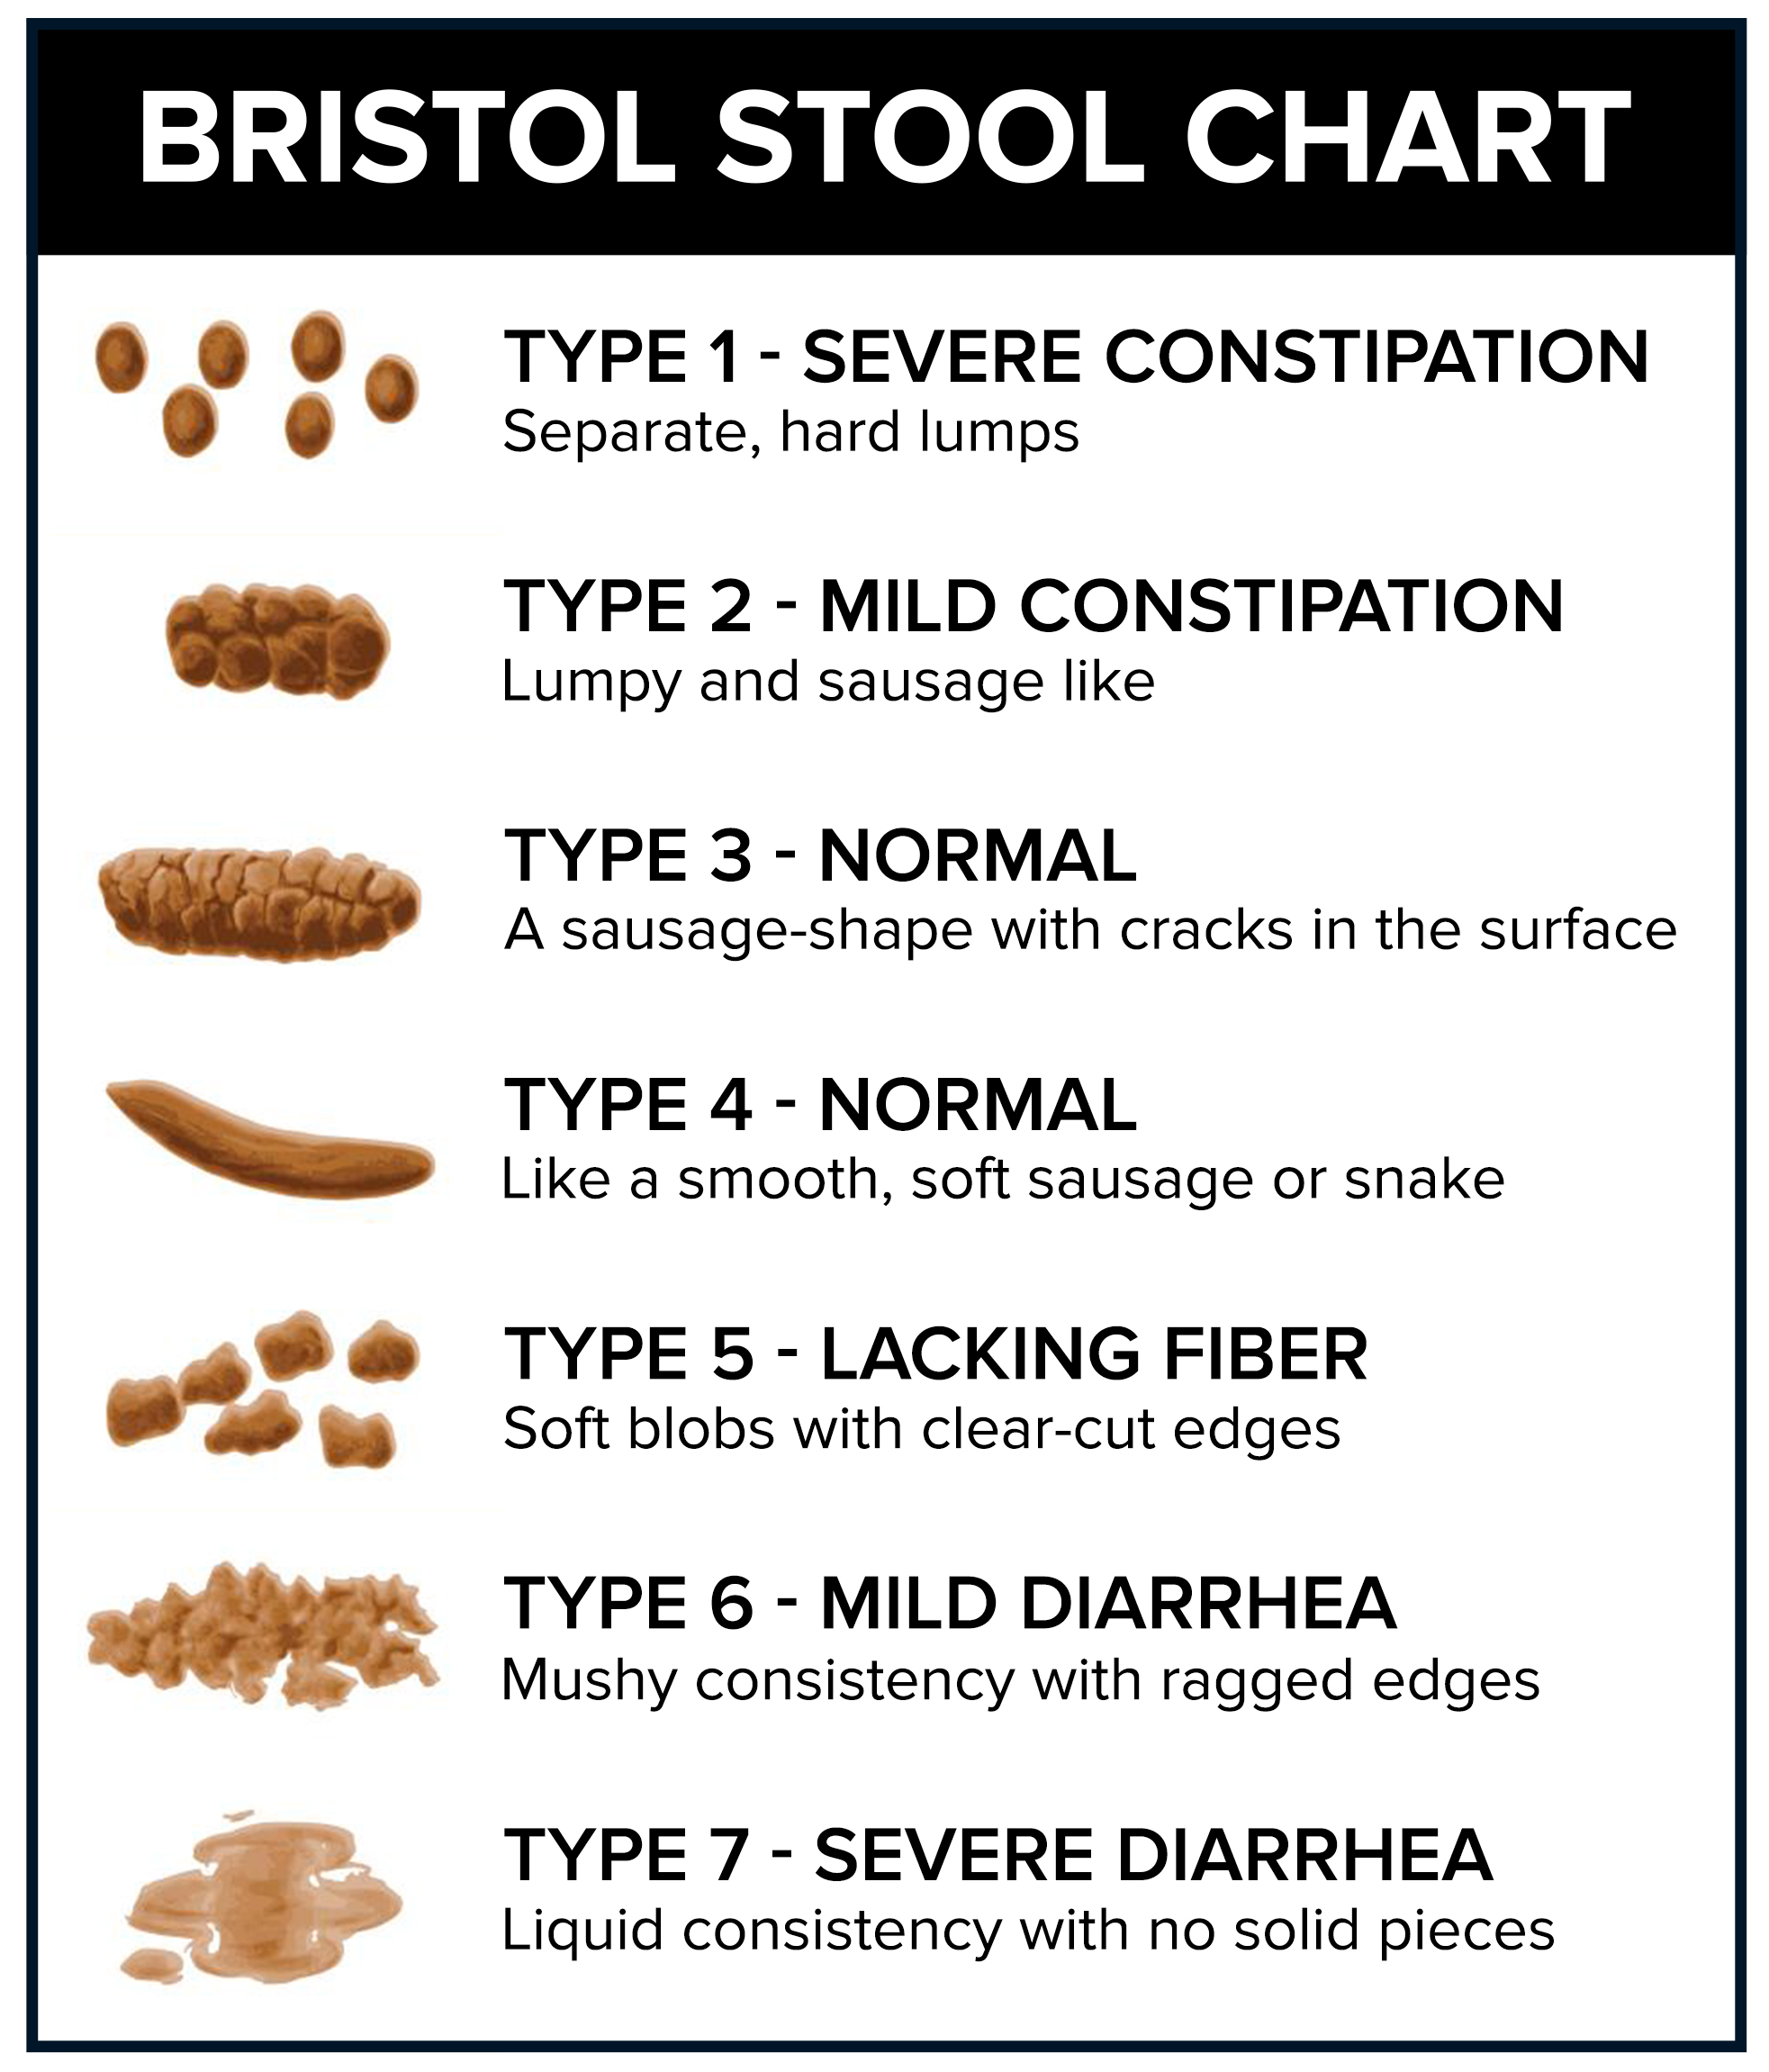 BRISTOL STOOL CHART
TYPE 1 - SEVERE CONSTIPATION
Separate, hard lumps
TYPE 2 - MILD CONSTIPATION
Lumpy and sausage like
TYPE 3 - NORMAL
A sausage-shape with cracks in the surface
TYPE 4 - NORMAL
Like a smooth, soft sausage or snake
TYPE 5 - LACKING FIBER
Soft blobs with clear-cut edges
TYPE 6 - MILD DIARRHEA
Mushy consistency with ragged edges
TYPE 7 - SEVERE DIARRHEA
Liquid consistency with no solid pieces